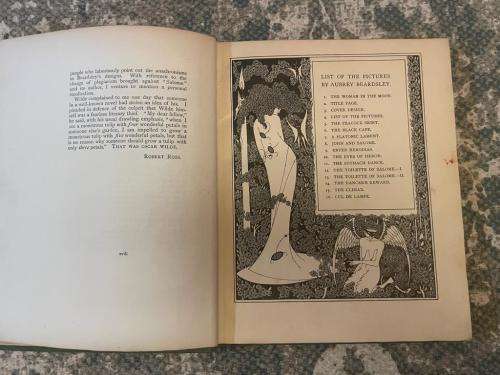 people who laboriously point out the anachronisms
in Beardsley's designs. With reference to the
charge of plagiarism brought against "Salomé"
and its author, I venture to mention a personal
recollection.
Wilde complained to me one day that someone
in a well-known novel had stolen an idea of his. I
pleaded in defence of the culprit that Wilde himself
was a fearless literary thief. "My dear fellow,"
he said, with his usual drawling emphasis, "when I
see a monstrous tulip with four wonderful petals in
someone else's garden, I am impelled to grow a
monstrous tulip with five wonderful petals, but that
is no reason why someone should grow a tulip with
only three petals." THAT WAS OSCAR WILDE.
ROBERT ROSS.
xvii
LIST OF THE PICTURES
BY AUBREY BEARDSLEY
1. THE WOMAN IN THE MOON.
2. TITLE PAGE.
3. COVER DESIGN.
4. LIST OF THE PICTURES.
5. THE PEACOCK SKIRT.
6. THE BLACK CAPE.
7. A PLATONIC LAMENT.
8. JOHN AND SALOME.
9. ENTER HERODIAS.
10. THE EYES OF HEROD.
11. THE STOMACH DANCE.
12. THE TOILETTE OF SALOME.—I.
13. THE TOILETTE OF SALOME.—II.
14. THE DANCER'S REWARD.
15. THE CLIMAX.
16. CUL DE LAMPE.